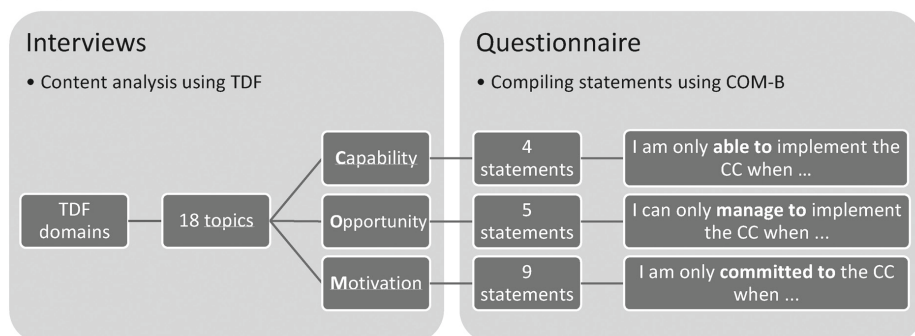 Interviews
• Content analysis using TDF
TDF
domains
18 topics
Capability
Opportunity
Motivation
Questionnaire
• Compiling statements using COM-B
4
statements
I am only able to implement the
CC when ...
5
statements
I can only manage to implement
the CC when ...
9
statements
I am only committed to the CC
when ...